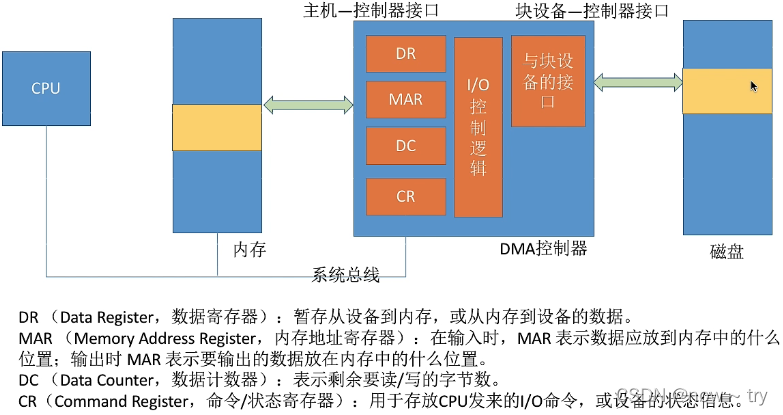 主机—控制器接口
块设备—控制器接口
CPU
DR
MAR
DC
CR
I/O控制逻辑
与块设备的接口
内存
DMA控制器
磁盘
系统总线
DR（Data Register，数据寄存器）：暂存从设备到内存，或从内存到设备的数据。
MAR（Memory Address Register，内存地址寄存器）：在输入时，MAR 表示数据应放到内存中的什么
位置；输出时 MAR 表示要输出的数据放在内存中的什么位置。
DC（Data Counter，数据计数器）：表示剩余要读/写的字节数。
CR（Command Register，命令/状态寄存器）：用于存放CPU发来的I/O命令，或设备的状态信息。